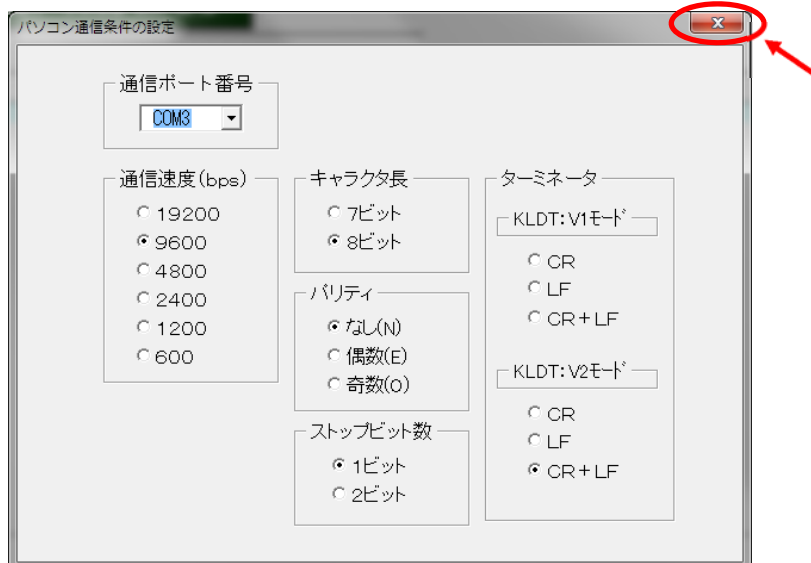 パソコン通信条件の設定
x
通信ポート番号
COM3
通信速度(bps)
19200
9600
4800
2400
1200
600
キャラクタ長
7ビット
8ビット
パリティ
なし(N)
偶数(E)
奇数(O)
ストップビット数
1ビット
2ビット
ターミネータ
KLDT:V1モード
CR
LF
CR+LF
KLDT:V2モード
CR
LF
CR+LF